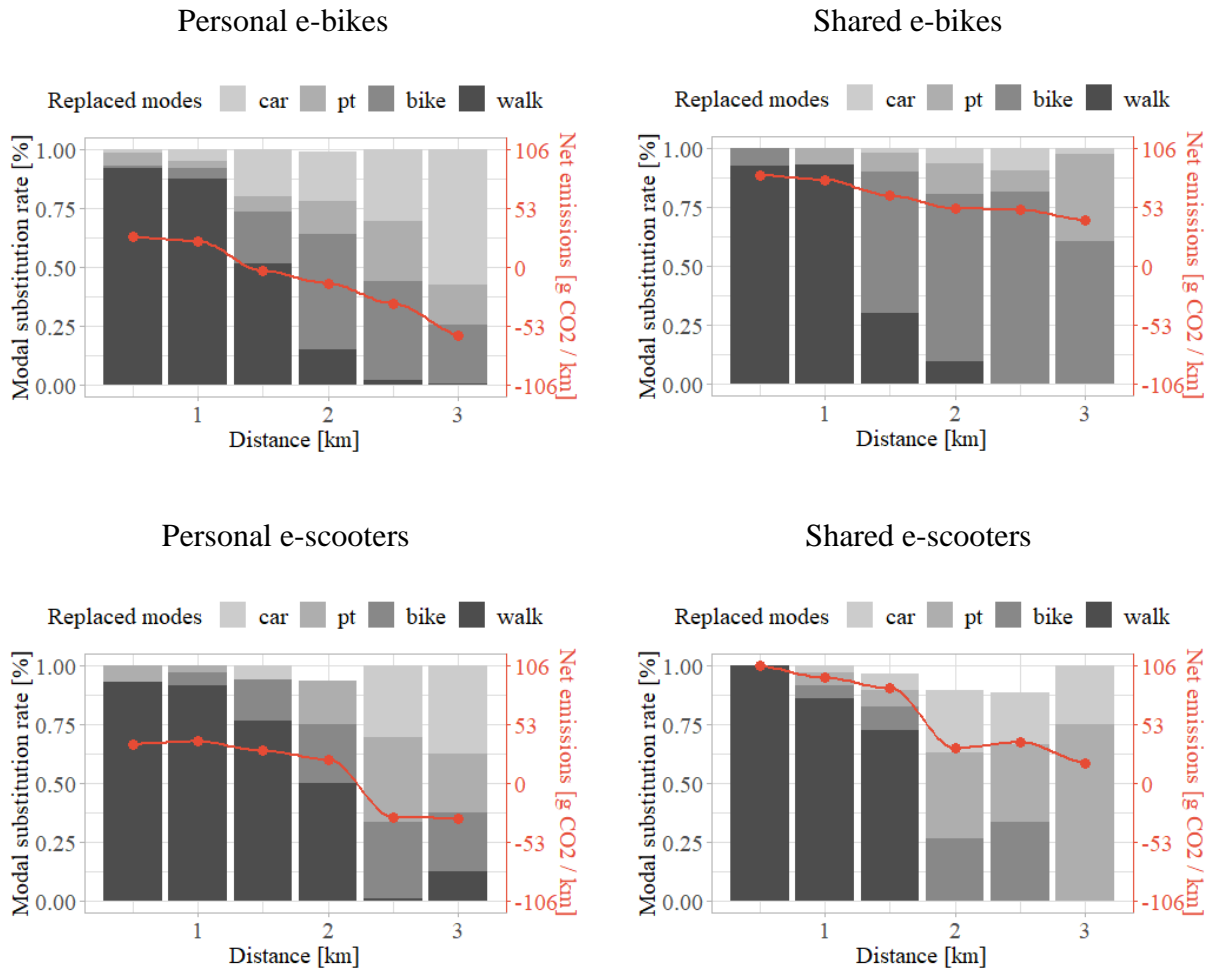 Personal e-bikes
Replaced modes car pt bike walk
Modal substitution rate [%]
1.00
0.75
0.50
0.25
0.00
106
53
0
-53
-106
Net emissions [g CO2 / km]
1 2 3
Distance [km]
Shared e-bikes
Replaced modes car pt bike walk
Modal substitution rate [%]
1.00
0.75
0.50
0.25
0.00
106
53
0
-53
-106
Net emissions [g CO2 / km]
1 2 3
Distance [km]
Personal e-scooters
Replaced modes car pt bike walk
Modal substitution rate [%]
1.00
0.75
0.50
0.25
0.00
106
53
0
-53
-106
Net emissions [g CO2 / km]
1 2 3
Distance [km]
Shared e-scooters
Replaced modes car pt bike walk
Modal substitution rate [%]
1.00
0.75
0.50
0.25
0.00
106
53
0
-53
-106
Net emissions [g CO2 / km]
1 2 3
Distance [km]